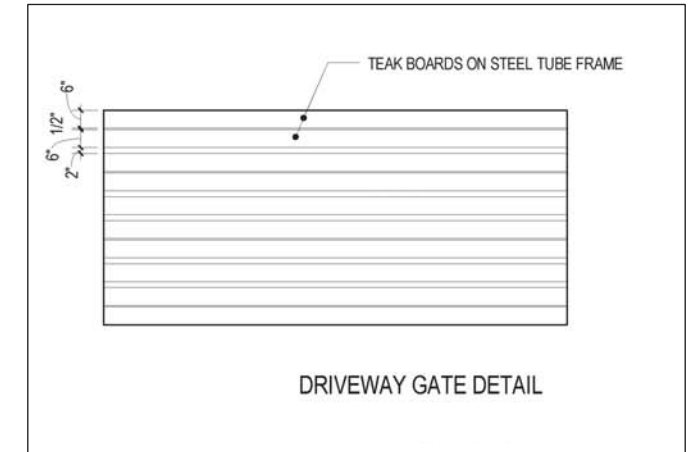 TEAK BOARDS ON STEEL TUBE FRAME
6"
1/2"
6"
2"
DRIVEWAY GATE DETAIL